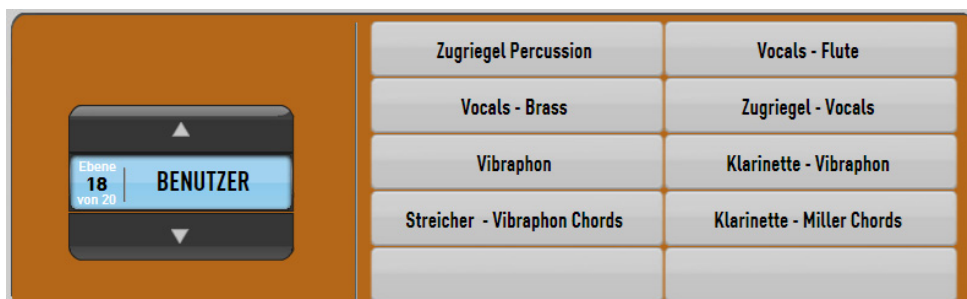 Ebene
18
von 20
BENUTZER
Zugriegel Percussion
Vocals - Flute
Vocals - Brass
Zugriegel - Vocals
Vibraphon
Klarinette - Vibraphon
Streicher - Vibraphon Chords
Klarinette - Miller Chords